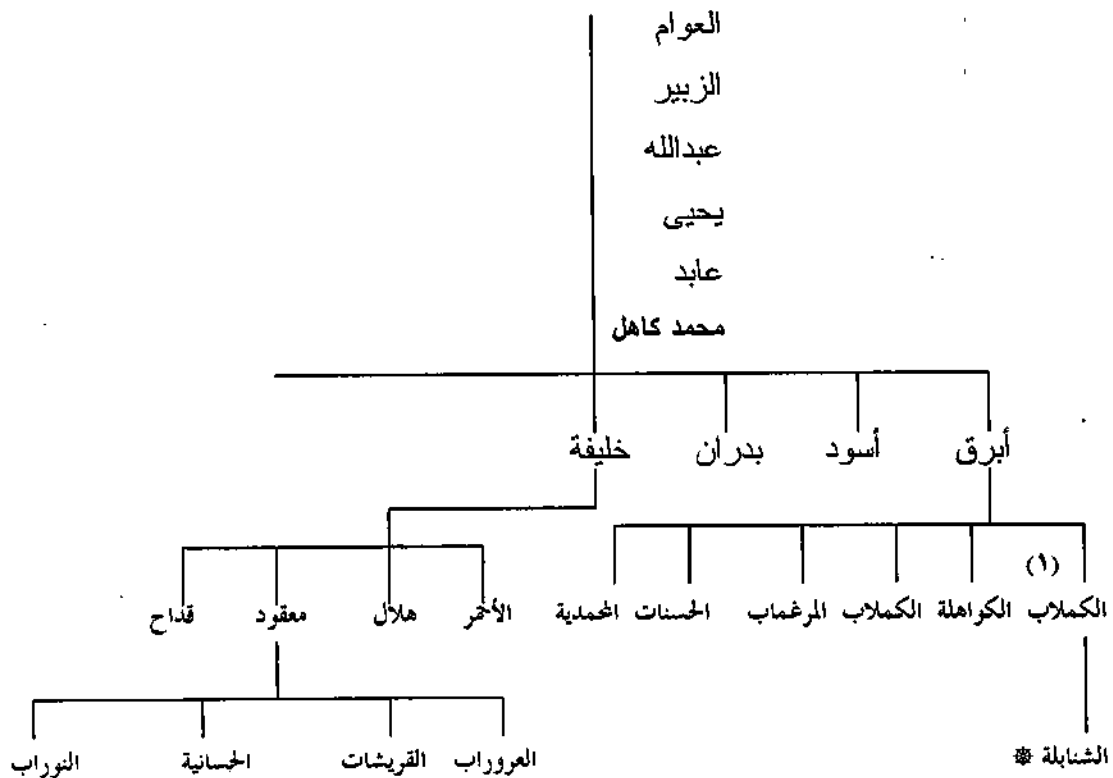 العوام
الزبير
عبدالله
يحيى
عابد
محمد كاهل
أبرق أسود بدران خليفة
(١)
الكملاب الكواهلة الكملاب المرغماب الحسنات المحمدية الأحمر هلال معقود قداح
الشنابلة ❋ العروراب القريشات الحسانية النوراب